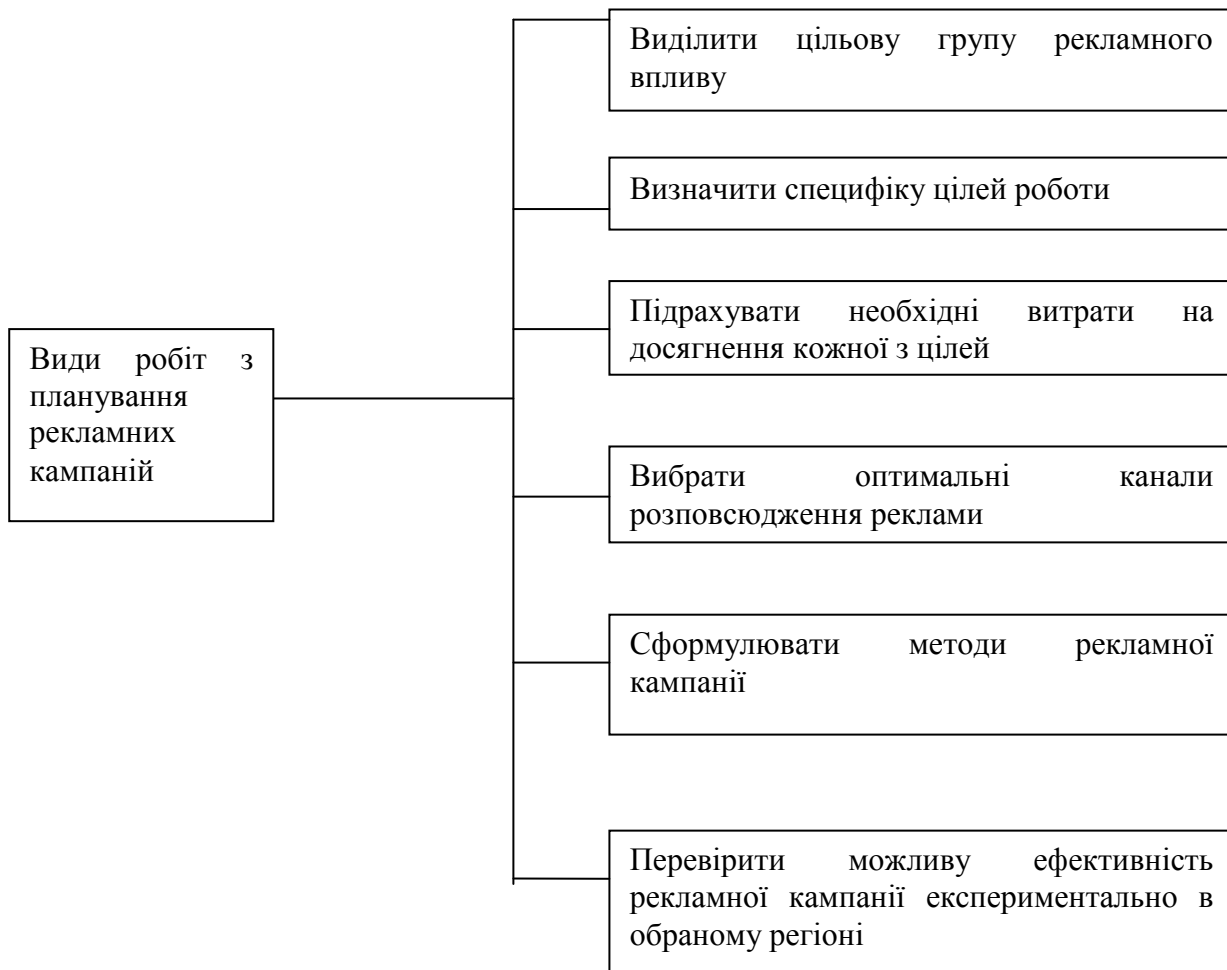 Виділити цільову групу рекламного
впливу
Визначити специфіку цілей роботи
Підрахувати необхідні витрати на
досягнення кожної з цілей
Види робіт з
планування
рекламних
кампаній
Вибрати оптимальні канали
розповсюдження реклами
Сформулювати методи рекламної
кампанії
Перевірити можливу ефективність
рекламної кампанії експериментально в
обраному регіоні